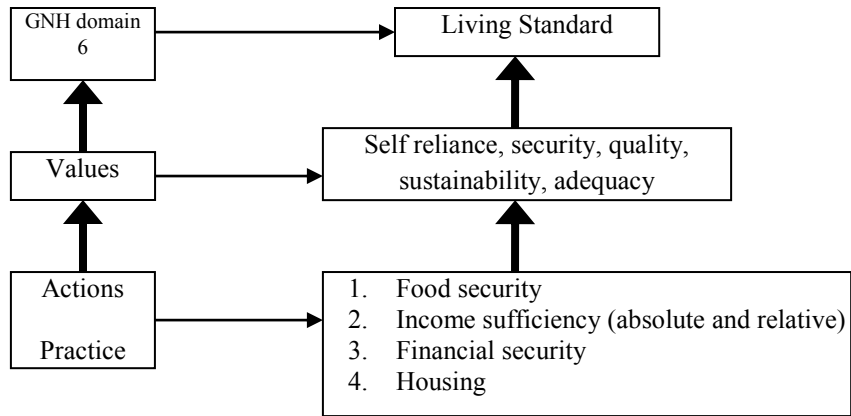 GNH domain
6
Living Standard
Values
Self reliance, security, quality,
sustainability, adequacy
Actions
Practice
1. Food security
2. Income sufficiency (absolute and relative)
3. Financial security
4. Housing